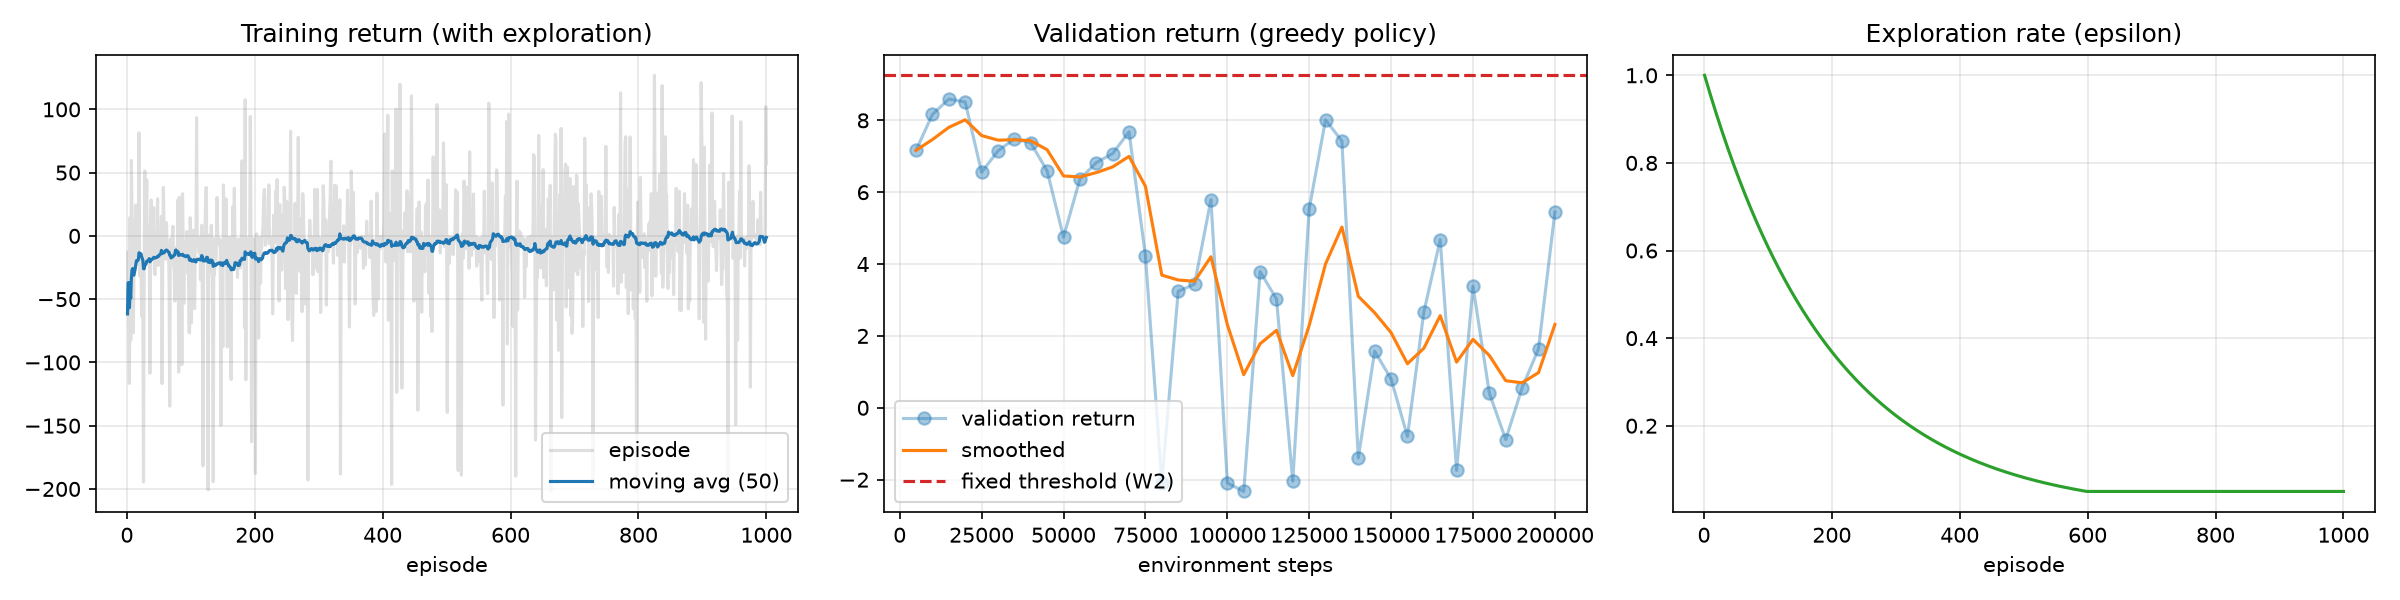 Training return (with exploration)
100
50
0
−50
−100
−150
−200
episode
moving avg (50)
0 200 400 600 800 1000
episode
Validation return (greedy policy)
8
6
4
2
0
−2
validation return
smoothed
fixed threshold (W2)
0 25000 50000 75000 100000 125000 150000 175000 200000
environment steps
Exploration rate (epsilon)
1.0
0.8
0.6
0.4
0.2
0 200 400 600 800 1000
episode